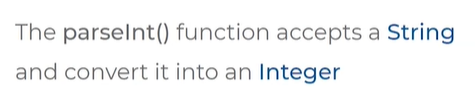 The parseInt() function accepts a String
and convert it into an Integer